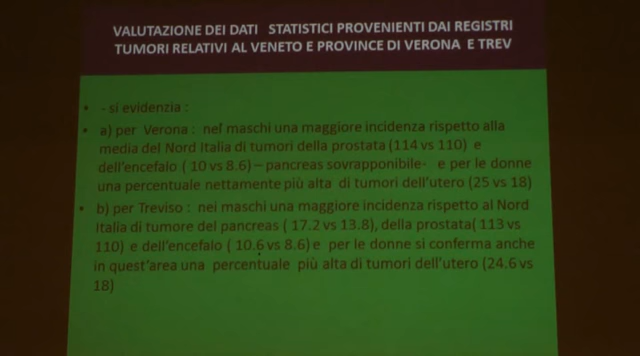 VALUTAZIONE DEI DATI STATISTICI PROVENIENTI DAI REGISTRI
TUMORI RELATIVI AL VENETO E PROVINCE DI VERONA E TREV
• - si evidenzia :
• a) per Verona : nei maschi una maggiore incidenza rispetto alla
media del Nord Italia di tumori della prostata (114 vs 110) e
dell'encefalo ( 10 vs 8.6) – pancreas sovrapponibile- e per le donne
una percentuale nettamente più alta di tumori dell'utero (25 vs 18)
• b) per Treviso : nei maschi una maggiore incidenza rispetto al Nord
Italia di tumore del pancreas ( 17.2 vs 13.8), della prostata( 113 vs
110) e dell'encefalo ( 10.6 vs 8.6) e per le donne si conferma anche
in quest'area una percentuale più alta di tumori dell'utero (24.6 vs
18)